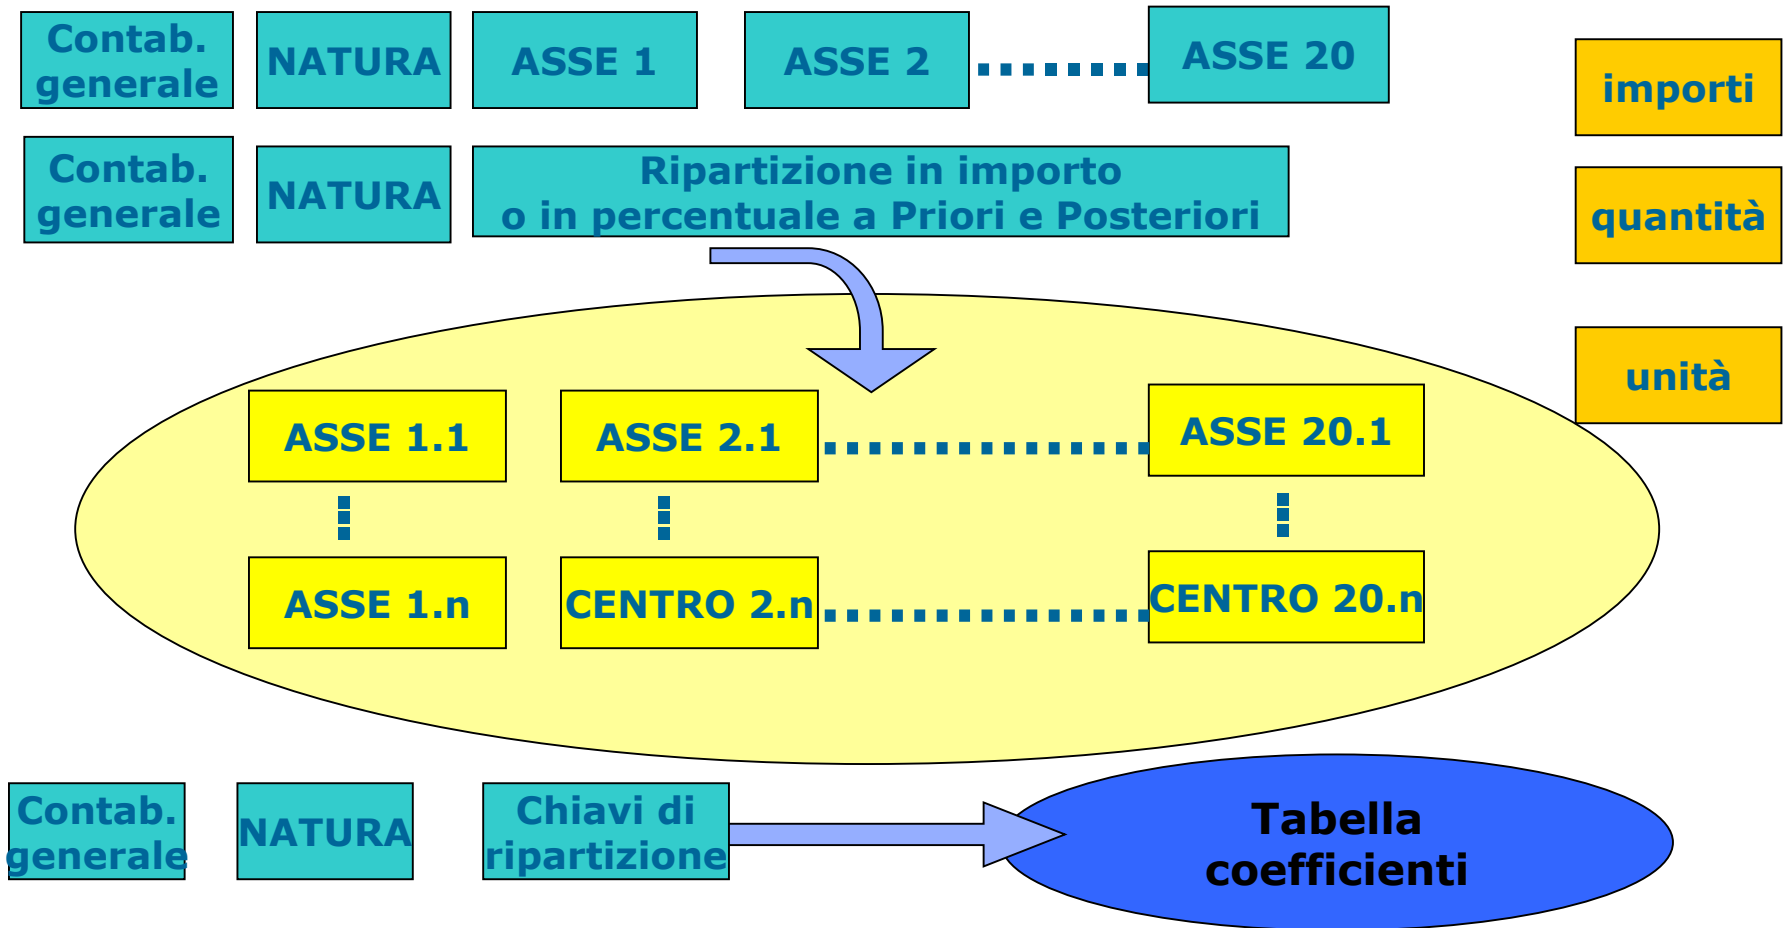 Contab.
generale
NATURA
ASSE 1
ASSE 2
ASSE 20
importi
Contab.
generale
NATURA
Ripartizione in importo
o in percentuale a Priori e Posteriori
quantità
unità
ASSE 1.1
ASSE 2.1
ASSE 20.1
ASSE 1.n
CENTRO 2.n
CENTRO 20.n
Contab.
generale
NATURA
Chiavi di
ripartizione
Tabella
coefficienti